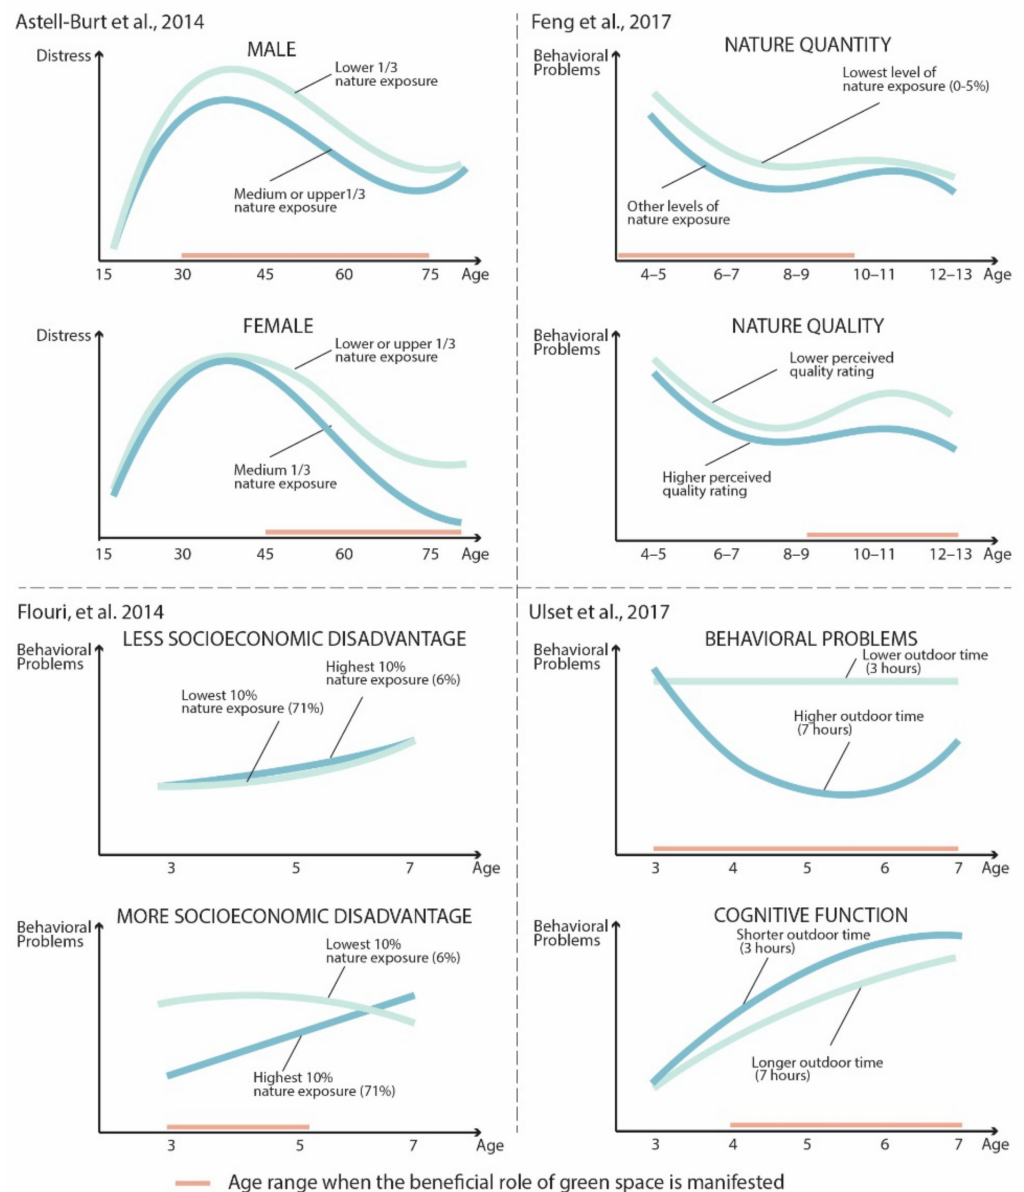 Astell-Burt et al., 2014
MALE
Distress
Lower 1/3
nature exposure
Medium or upper1/3
nature exposure
15 30 45 60 75 Age
FEMALE
Distress
Lower or upper 1/3
nature exposure
Medium 1/3
nature exposure
15 30 45 60 75 Age
Feng et al., 2017
NATURE QUANTITY
Behavioral
Problems
Lowest level of
nature exposure (0-5%)
Other levels of
nature exposure
4–5 6–7 8–9 10–11 12–13 Age
NATURE QUALITY
Behavioral
Problems
Lower perceived
quality rating
Higher perceived
quality rating
4–5 6–7 8–9 10–11 12–13 Age
Flouri, et al. 2014
LESS SOCIOECONOMIC DISADVANTAGE
Behavioral
Problems
Highest 10%
nature exposure (6%)
Lowest 10%
nature exposure (71%)
3 5 7 Age
MORE SOCIOECONOMIC DISADVANTAGE
Behavioral
Problems
Lowest 10%
nature exposure (6%)
Highest 10%
nature exposure (71%)
3 5 7 Age
Ulset et al., 2017
BEHAVIORAL PROBLEMS
Behavioral
Problems
Lower outdoor time
(3 hours)
Higher outdoor time
(7 hours)
3 4 5 6 7 Age
COGNITIVE FUNCTION
Behavioral
Problems
Shorter outdoor time
(3 hours)
Longer outdoor time
(7 hours)
3 4 5 6 7 Age
Age range when the beneficial role of green space is manifested